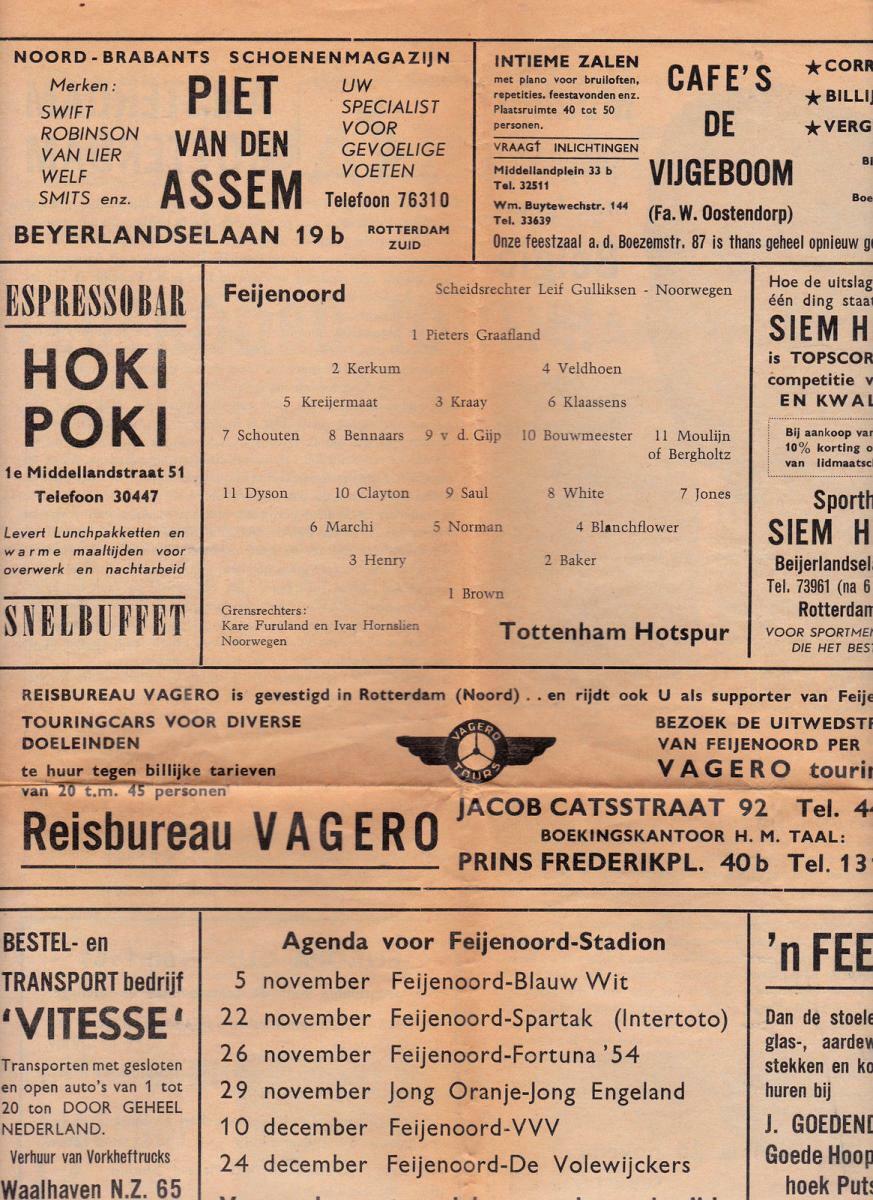 NOORD-BRABANTS SCHOENENMAGAZIJN
Merken:
SWIFT
ROBINSON
VAN LIER
WELF
SMITS enz.
PIET
VAN DEN
ASSEM
UW
SPECIALIST
VOOR
GEVOELIGE
VOETEN
Telefoon 76310
BEYERLANDSELAAN 19 b
ROTTERDAM
ZUID
INTIEME ZALEN
met piano voor bruiloften,
repetities, feestavonden enz.
Plaatsruimte 40 tot 50
personen.
VRAAGT INLICHTINGEN
Middellandplein 33 b
Tel. 32511
Wm. Buytewechstr. 144
Tel. 33639
CAFE'S
DE
VIJGEBOOM
(Fa. W. Oostendorp)
★ CORR
★ BILLIJ
★ VERG
Bi
Boe
Onze feestzaal a. d. Boezemstr. 87 is thans geheel opnieuw g
ESPRESSOBAR
HOKI
POKI
1e Middellandstraat 51
Telefoon 30447
Levert Lunchpakketten en
warme maaltijden voor
overwerk en nachtarbeid
SNELBUFFET
Feijenoord
Scheidsrechter Leif Gulliksen - Noorwegen
1 Pieters Graafland
2 Kerkum 4 Veldhoen
5 Kreijermaat 3 Kraay 6 Klaassens
7 Schouten 8 Bennaars 9 v d. Gijp 10 Bouwmeester 11 Moulijn
of Bergholtz
11 Dyson 10 Clayton 9 Saul 8 White 7 Jones
6 Marchi 5 Norman 4 Blanchflower
3 Henry 2 Baker
1 Brown
Grensrechters:
Kare Furuland en Ivar Hornslien
Noorwegen
Tottenham Hotspur
Hoe de uitslag
één ding staat
SIEM H
is TOPSCOR
competitie v
EN KWAL
Bij aankoop van
10% korting o
van lidmaatsc
Sporth
SIEM H
Beijerlandsel
Tel. 73961 (na 6
Rotterdam
VOOR SPORTMEN
DIE HET BEST
REISBUREAU VAGERO is gevestigd in Rotterdam (Noord) . . en rijdt ook U als supporter van Feije
TOURINGCARS VOOR DIVERSE
DOELEINDEN
te huur tegen billijke tarieven
van 20 t.m. 45 personen
VAGERO
TOURS
BEZOEK DE UITWEDSTR
VAN FEIJENOORD PER
VAGERO tourin
Reisbureau VAGERO
JACOB CATSSTRAAT 92 Tel. 4
BOEKINGSKANTOOR H. M. TAAL:
PRINS FREDERIKPL. 40 b Tel. 13
BESTEL- en
TRANSPORT bedrijf
'VITESSE'
Transporten met gesloten
en open auto's van 1 tot
20 ton DOOR GEHEEL
NEDERLAND.
Verhuur van Vorkheftrucks
Waalhaven N.Z. 65
Agenda voor Feijenoord-Stadion
5 november Feijenoord-Blauw Wit
22 november Feijenoord-Spartak (Intertoto)
26 november Feijenoord-Fortuna '54
29 november Jong Oranje-Jong Engeland
10 december Feijenoord-VVV
24 december Feijenoord-De Volewijckers
'n FEE
Dan de stoele
glas-, aardew
stekken en ko
huren bij
J. GOEDEND
Goede Hoop
hoek Puts